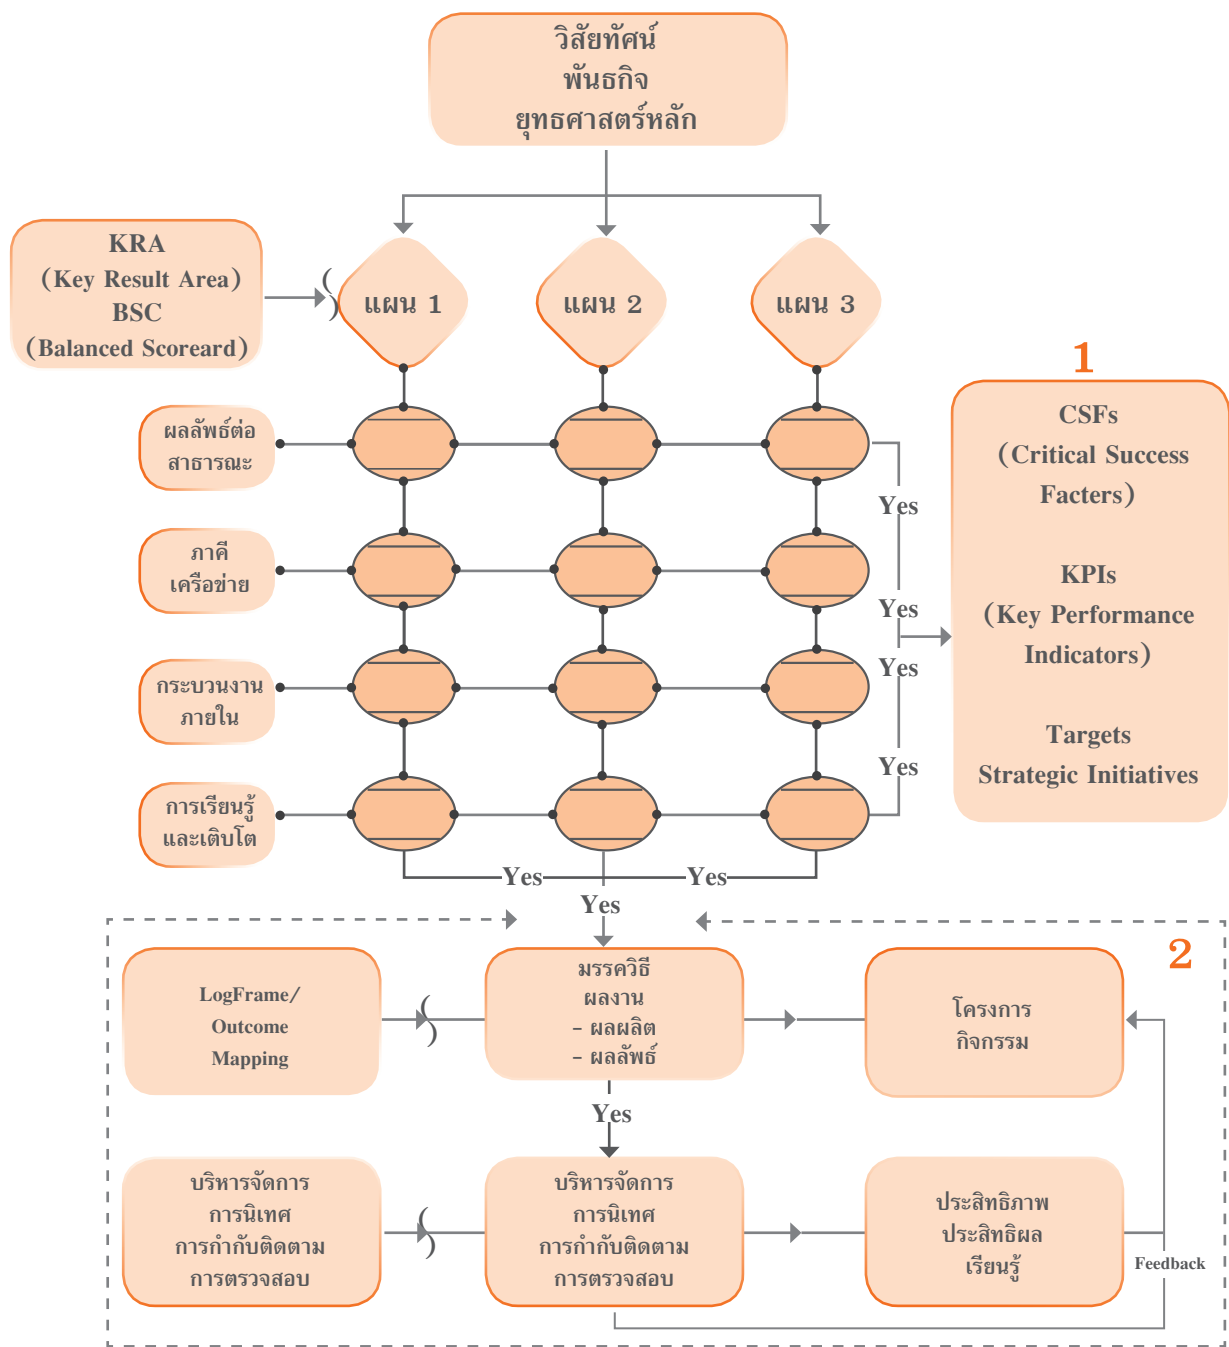 วิสัยทัศน์
พันธกิจ
ยุทธศาสตร์หลัก
KRA
(Key Result Area)
BSC
(Balanced Scoreard)
แผน 1
แผน 2
แผน 3
1
CSFs
(Critical Success
Facters)
KPIs
(Key Performance
Indicators)
Targets
Strategic Initiatives
ผลลัพธ์ต่อ
สาธารณะ
Yes
ภาคี
เครือข่าย
Yes
กระบวนงาน
ภายใน
Yes
การเรียนรู้
และเติบโต
Yes
Yes
Yes
Yes
2
LogFrame/
Outcome
Mapping
มรรควิธี
ผลงาน
- ผลผลิต
- ผลลัพธ์
โครงการ
กิจกรรม
Yes
บริหารจัดการ
การนิเทศ
การกำกับติดตาม
การตรวจสอบ
บริหารจัดการ
การนิเทศ
การกำกับติดตาม
การตรวจสอบ
ประสิทธิภาพ
ประสิทธิผล
เรียนรู้
Feedback